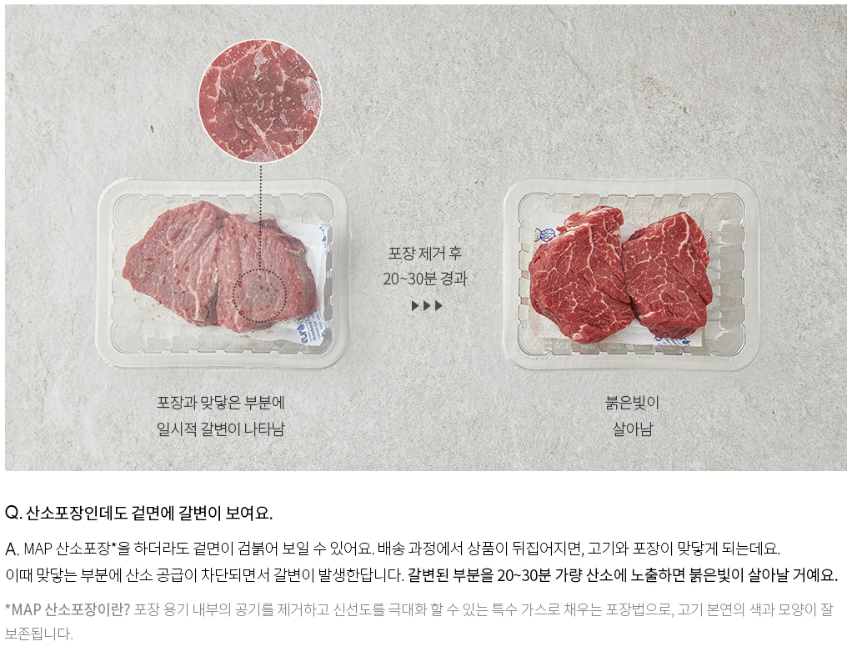 포장 제거 후
20~30분 경과
▶▶▶
포장과 맞닿은 부분에
일시적 갈변이 나타남
붉은빛이
살아남
Q. 산소포장인데도 겉면에 갈변이 보여요.
A. MAP 산소포장*을 하더라도 겉면이 검붉어 보일 수 있어요. 배송 과정에서 상품이 뒤집어지면, 고기와 포장이 맞닿게 되는데요.
이때 맞닿는 부분에 산소 공급이 차단되면서 갈변이 발생한답니다. 갈변된 부분을 20~30분 가량 산소에 노출하면 붉은빛이 살아날 거예요.
*MAP 산소포장이란? 포장 용기 내부의 공기를 제거하고 신선도를 극대화 할 수 있는 특수 가스로 채우는 포장법으로, 고기 본연의 색과 모양이 잘
보존됩니다.